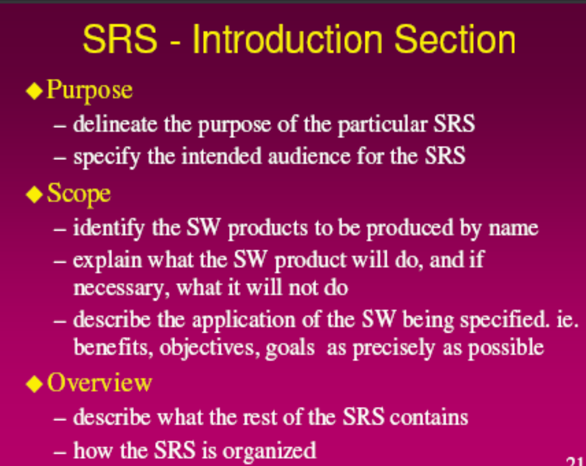 SRS - Introduction Section
◆Purpose
– delineate the purpose of the particular SRS
– specify the intended audience for the SRS
◆Scope
– identify the SW products to be produced by name
– explain what the SW product will do, and if
necessary, what it will not do
– describe the application of the SW being specified. ie.
benefits, objectives, goals as precisely as possible
◆Overview
– describe what the rest of the SRS contains
– how the SRS is organized
21